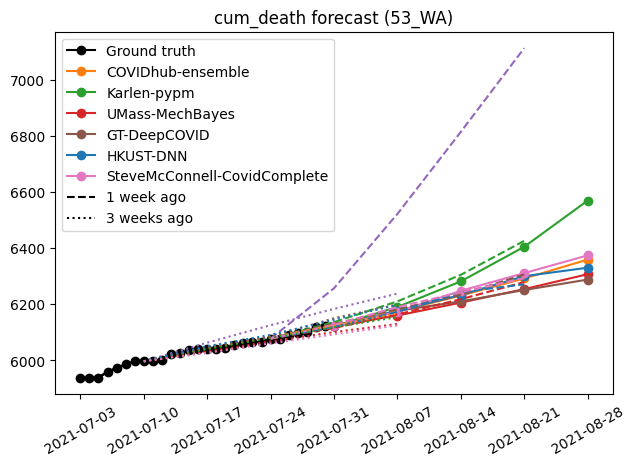 cum_death forecast (53_WA)
Ground truth
COVIDhub-ensemble
Karlen-pypm
UMass-MechBayes
GT-DeepCOVID
HKUST-DNN
SteveMcConnell-CovidComplete
1 week ago
3 weeks ago
7000
6800
6600
6400
6200
6000
2021-07-03
2021-07-10
2021-07-17
2021-07-24
2021-07-31
2021-08-07
2021-08-14
2021-08-21
2021-08-28